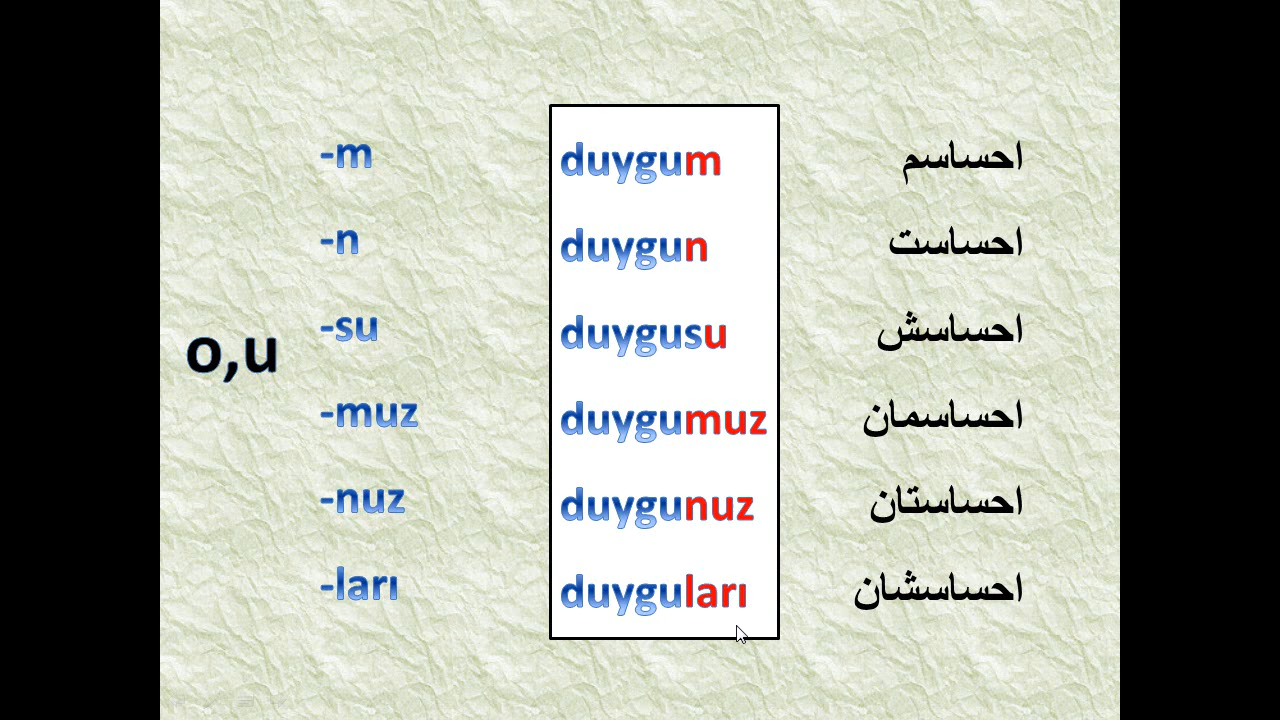 -m duygum احساسم
-n duygun احساست
-su duygusu احساسش
o,u
-muz duygumuz احساسمان
-nuz duygunuz احساستان
-ları duyguları احساسشان